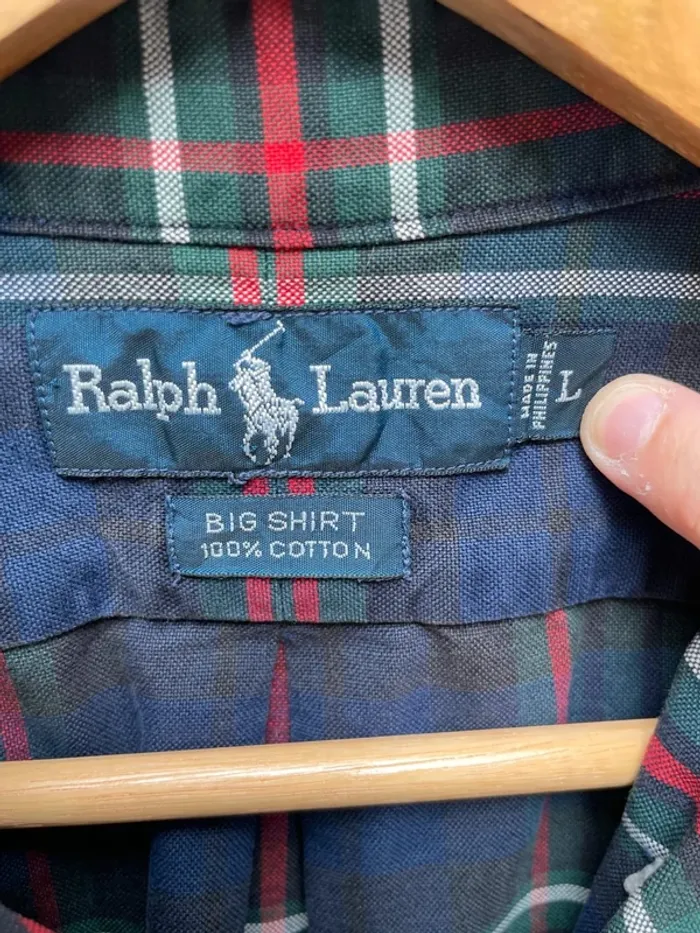 Ralph Lauren
MADE IN
PHILIPPINES
L
BIG SHIRT
100% COTTON